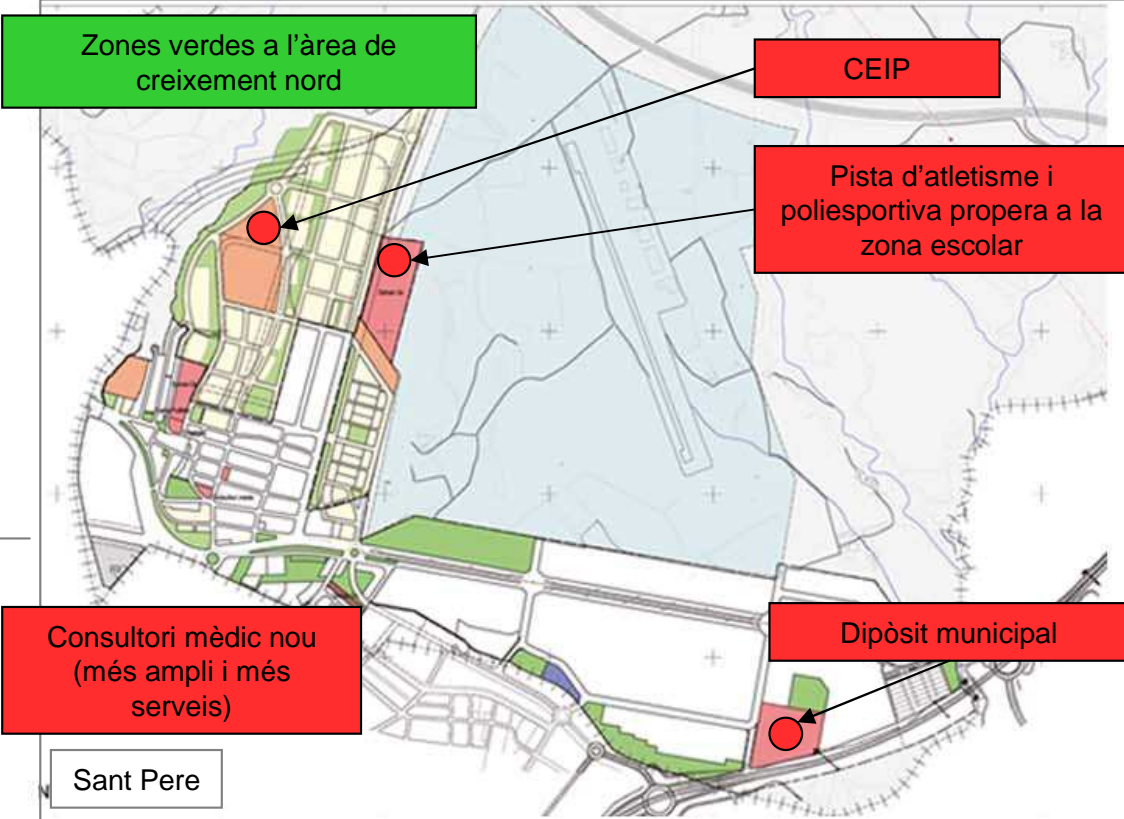 Zones verdes a l’àrea de
creixement nord
CEIP
Pista d’atletisme i
poliesportiva propera a la
zona escolar
Consultori mèdic nou
(més ampli i més
serveis)
Dipòsit municipal
Sant Pere